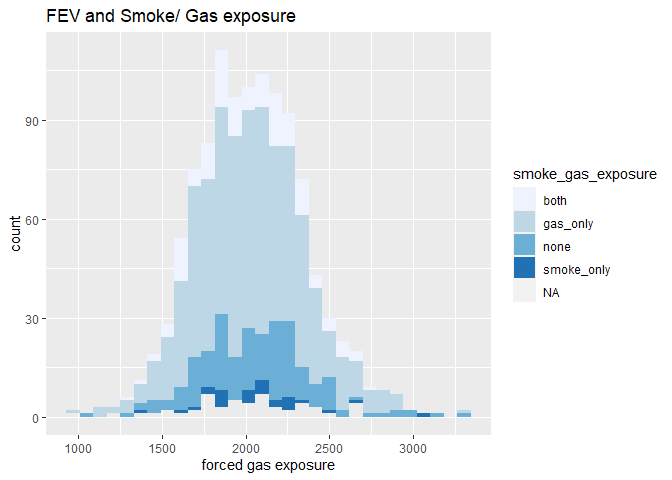 FEV and Smoke/ Gas exposure
90
60
30
0
count
1000 1500 2000 2500 3000
forced gas exposure
smoke_gas_exposure
both
gas_only
none
smoke_only
NA